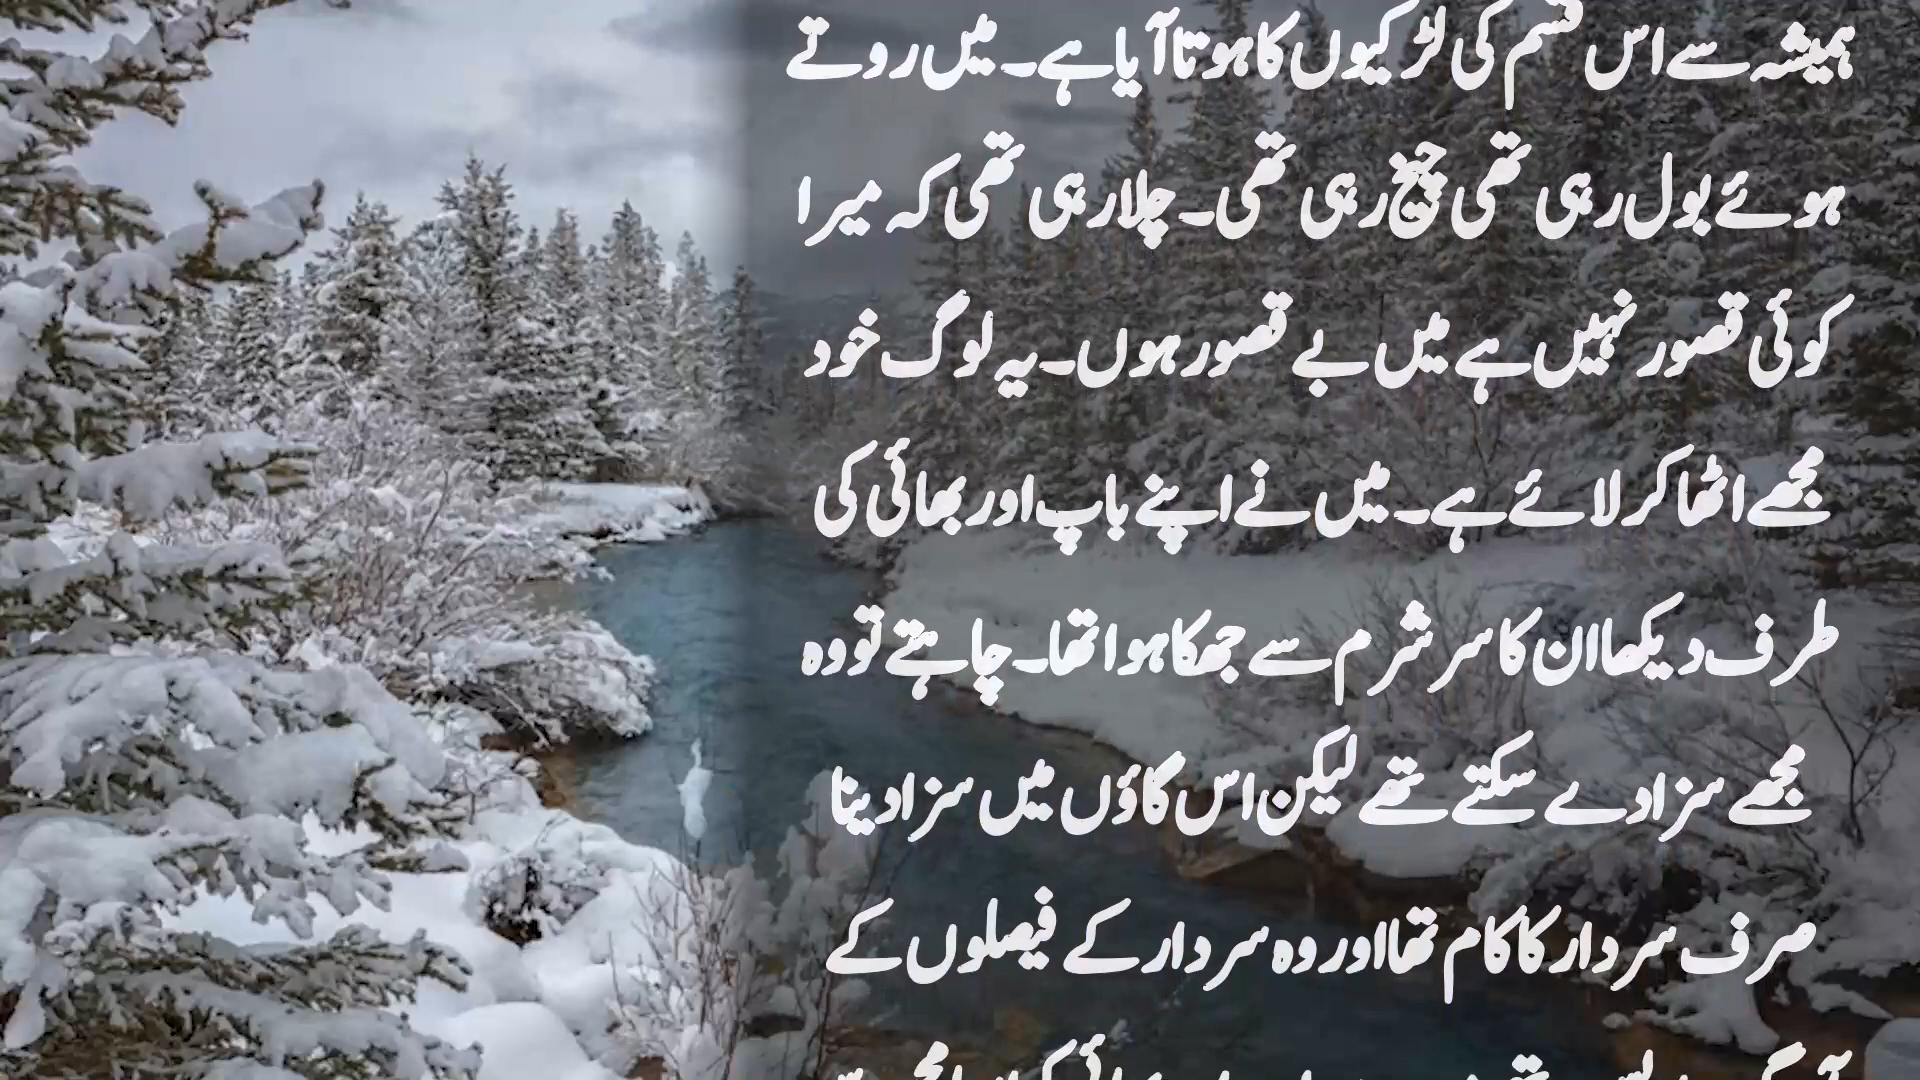 ہمیشہ سے اس قسم کی لڑکیوں کا ہوتا آیا ہے۔ میں روتے
ہوئے بول رہی تھی چیخ رہی تھی۔ چلا رہی تھی کہ میرا
کوئی قصور نہیں ہے میں بے قصور ہوں۔ یہ لوگ خود
مجھے اٹھا کر لائے ہے۔ میں نے اپنے باپ اور بھائی کی
طرف دیکھا ان کا سر شرم سے جھکا ہوا تھا۔ چاہتے تو وہ
مجھے سزا دے سکتے تھے لیکن اس گاؤں میں سزا دینا
صرف سردار کا کام تھا اور وہ سردار کے فیصلوں کے